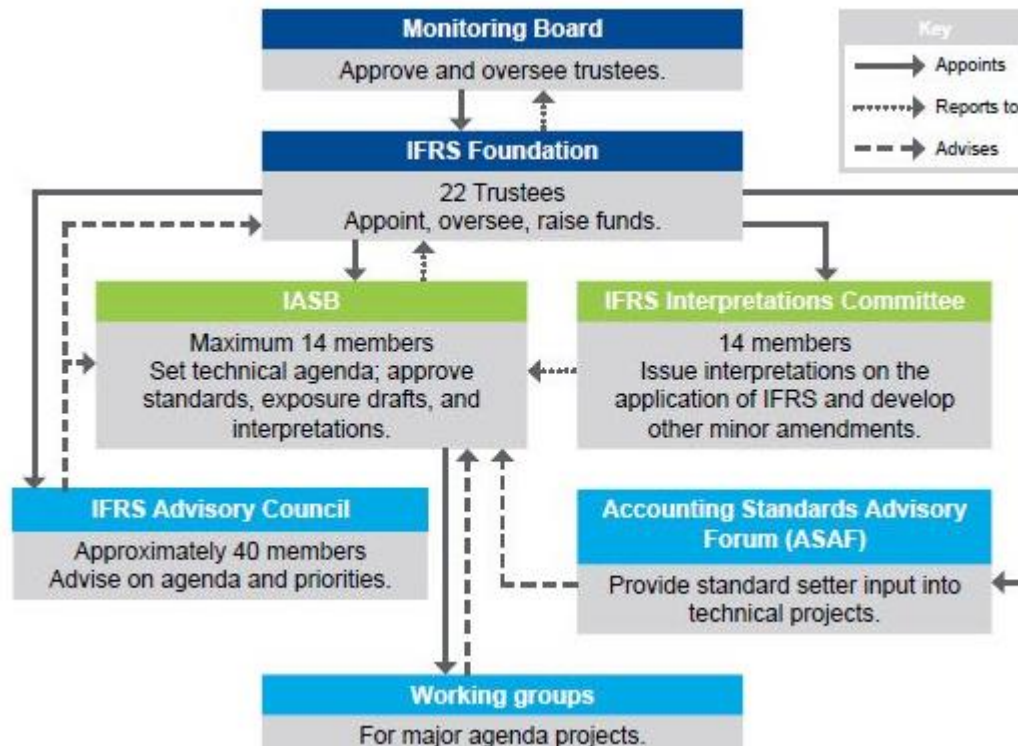 Monitoring Board
Approve and oversee trustees.
Key
Appoints
Reports to
Advises
IFRS Foundation
22 Trustees
Appoint, oversee, raise funds.
IASB
Maximum 14 members
Set technical agenda; approve
standards, exposure drafts, and
interpretations.
IFRS Interpretations Committee
14 members
Issue interpretations on the
application of IFRS and develop
other minor amendments.
IFRS Advisory Council
Approximately 40 members
Advise on agenda and priorities.
Accounting Standards Advisory
Forum (ASAF)
Provide standard setter input into
technical projects.
Working groups
For major agenda projects.